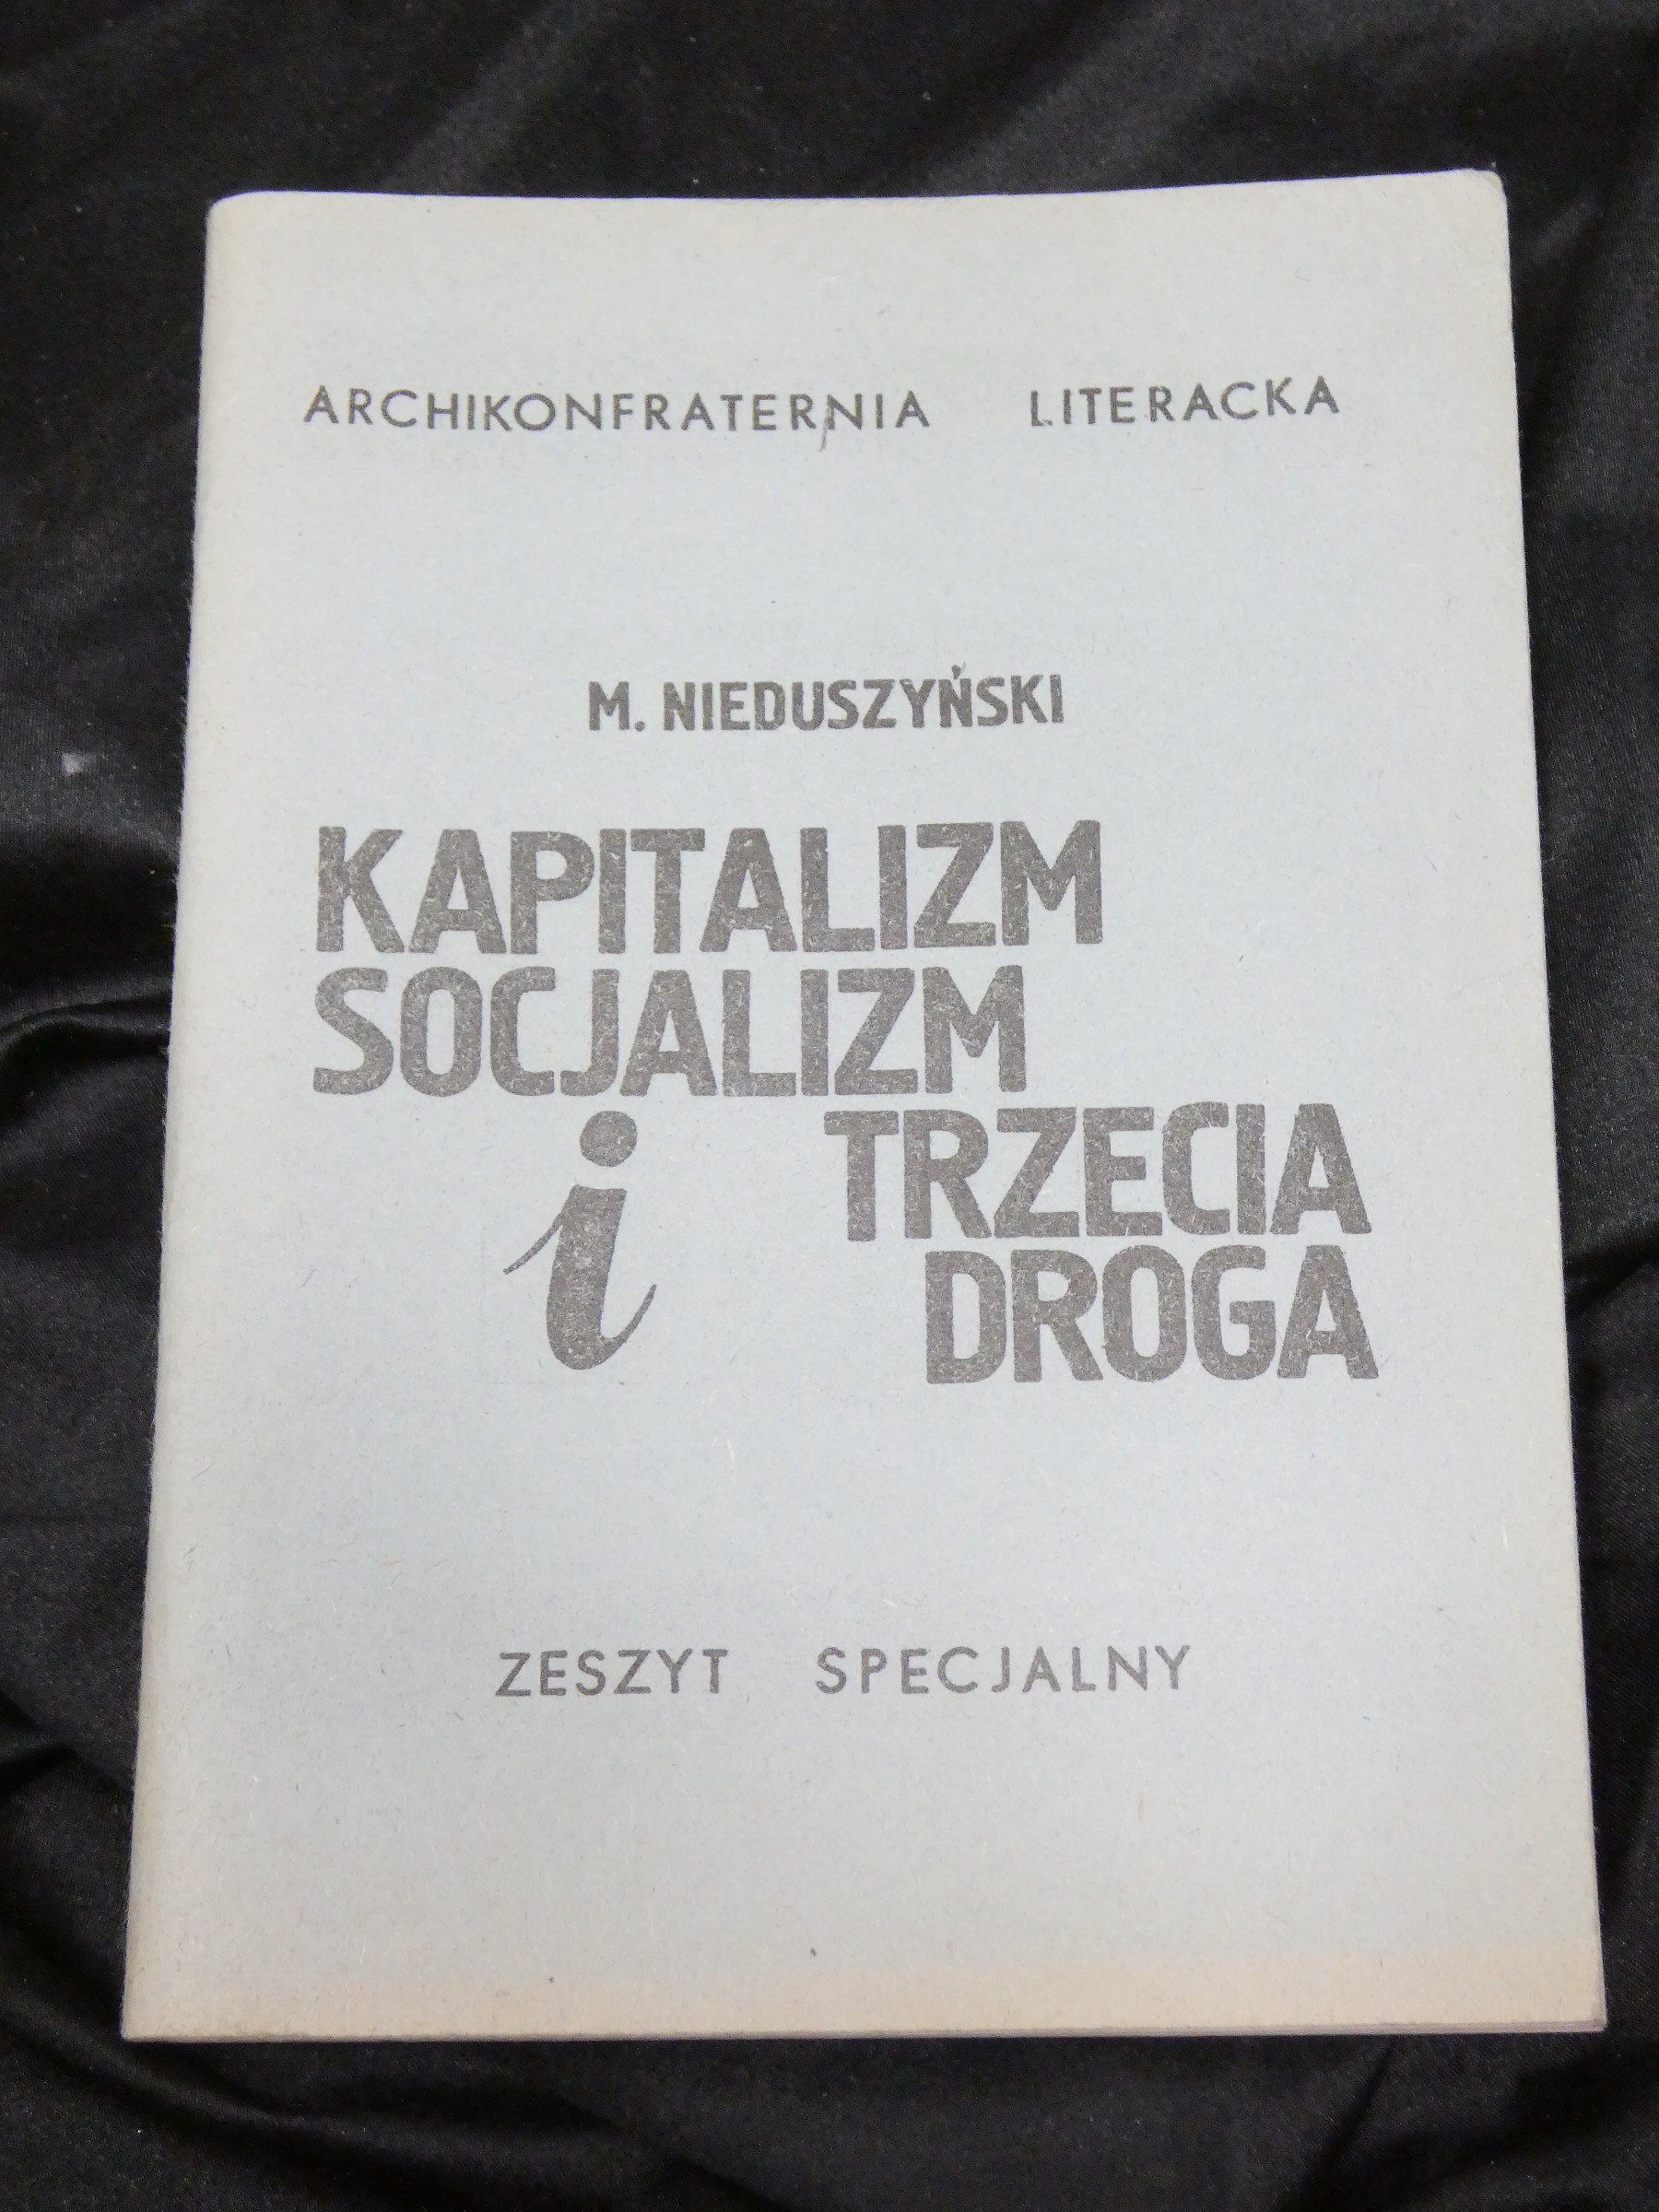 ARCHIKONFRATERNIA LITERACKA
M. NIEDUSZYŃSKI
KAPITALIZM
SOCJALIZM
i TRZECIA
DROGA
ZESZYT SPECJALNY